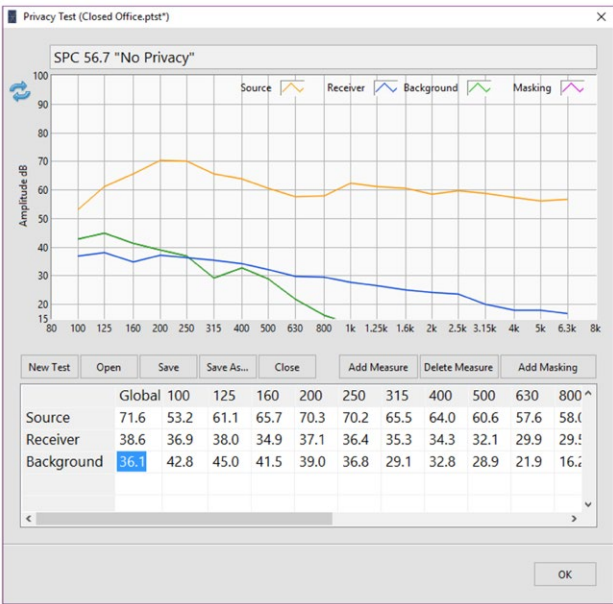 Privacy Test (Closed Office.ptst*)
SPC 56.7 "No Privacy"
Source Receiver Background Masking
Amplitude dB
100
90
80
70
60
50
40
30
20
15
80 100 125 160 200 250 315 400 500 630 800 1k 1.25k 1.6k 2k 2.5k 3.15k 4k 5k 6.3k 8k
New Test Open Save Save As... Close Add Measure Delete Measure Add Masking
Global 100 125 160 200 250 315 400 500 630 800
Source 71.6 53.2 61.1 65.7 70.3 70.2 65.5 64.0 60.6 57.6 58.0
Receiver 38.6 36.9 38.0 34.9 37.1 36.4 35.3 34.3 32.1 29.9 29.5
Background 36.1 42.8 45.0 41.5 39.0 36.8 29.1 32.8 28.9 21.9 16.2
OK